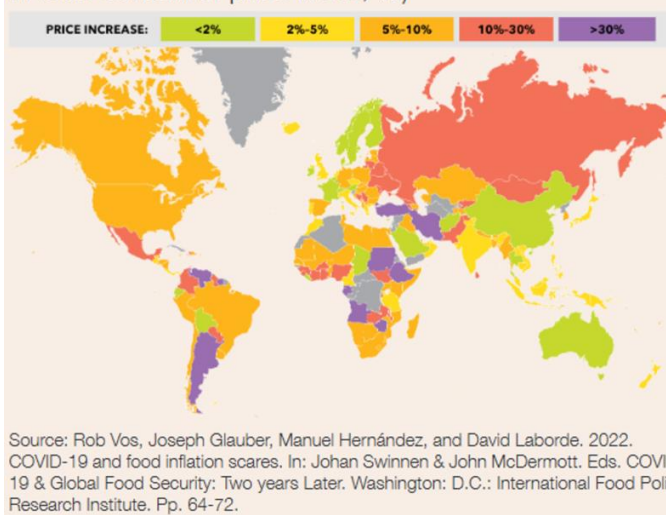 PRICE INCREASE: <2% 2%-5% 5%-10% 10%-30% >30%
Source: Rob Vos, Joseph Glauber, Manuel Hernández, and David Laborde. 2022.
COVID-19 and food inflation scares. In: Johan Swinnen & John McDermott. Eds. COVI
19 & Global Food Security: Two years Later. Washington: D.C.: International Food Poli
Research Institute. Pp. 64-72.